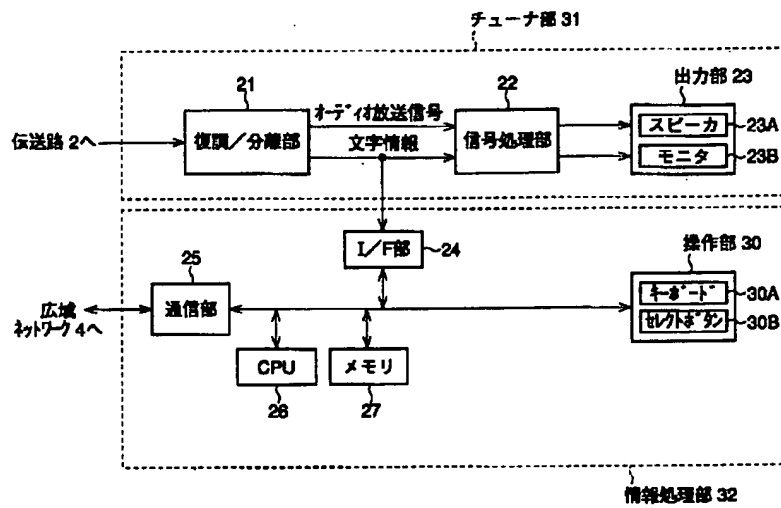 チューナ部 31
21
22
出力部 23
オーディオ放送信号
伝送路 2へ
復調/分離部
文字情報
信号処理部
スピーカ
23A
モニタ
23B
I/F部
24
25
操作部 30
広域
ネットワーク 4へ
通信部
キーボード
30A
セレクトボタン
30B
CPU
メモリ
26
27
情報処理部 32